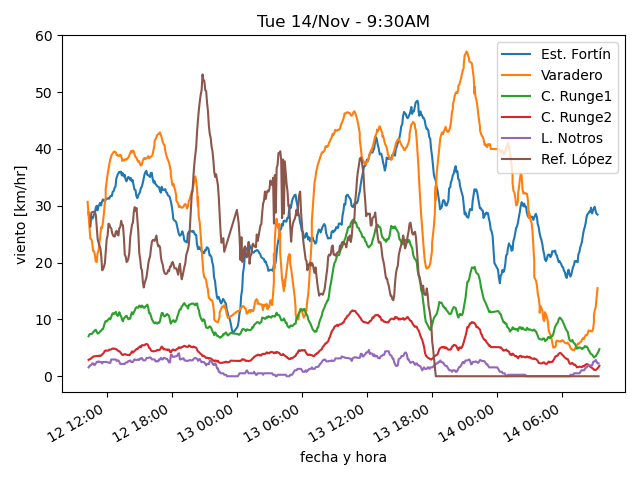 Tue 14/Nov - 9:30AM
viento [km/hr]
60
50
40
30
20
10
0
Est. Fortín
Varadero
C. Runge1
C. Runge2
L. Notros
Ref. López
12 12:00
12 18:00
13 00:00
13 06:00
13 12:00
13 18:00
14 00:00
14 06:00
fecha y hora